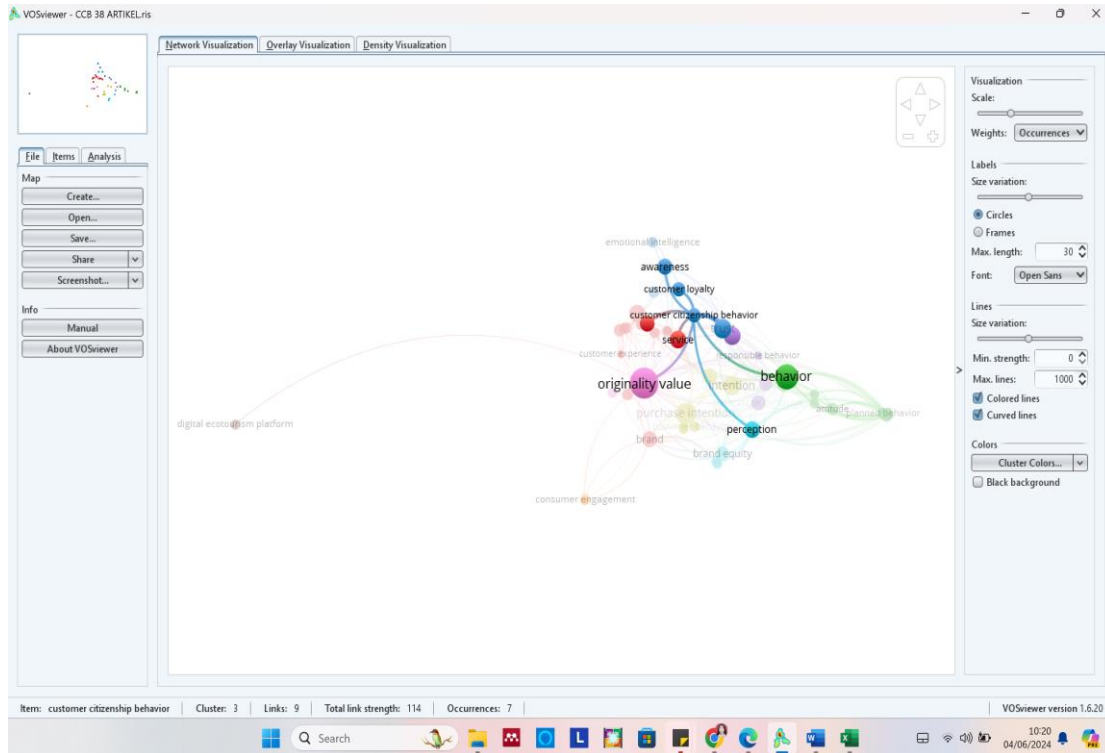 VOSviewer - CCB 38 ARTIKEL.ris
Network Visualization Overlay Visualization Density Visualization
File Items Analysis
Map
Create...
Open...
Save...
Share
Screenshot...
Info
Manual
About VOSviewer
emotional intelligence
awareness
customer loyalty
customer citizenship behavior
trust
service
customer experience
responsible behavior
originality value
intention
behavior
purchase intention
attitude
planned behavior
digital ecotourism platform
perception
brand
brand equity
consumer engagement
Visualization
Scale:
Weights: Occurrences
Labels
Size variation:
Circles
Frames
Max. length: 30
Font: Open Sans
Lines
Size variation:
Min. strength: 0
Max. lines: 1000
Colored lines
Curved lines
Colors
Cluster Colors...
Black background
Item: customer citizenship behavior Cluster: 3 Links: 9 Total link strength: 114 Occurrences: 7
VOSviewer version 1.6.20
Search
10:20
04/06/2026